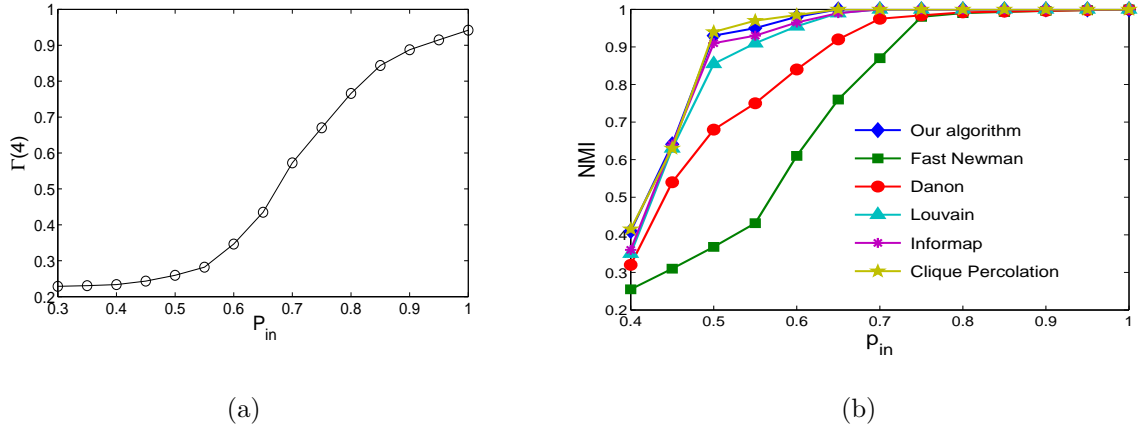 1
0.9
0.8
0.7
0.6
0.5
0.4
0.3
0.2
Γ(4)
0.3 0.4 0.5 0.6 0.7 0.8 0.9 1
P_in
(a)
1
0.9
0.8
0.7
0.6
0.5
0.4
0.3
0.2
NMI
Our algorithm
Fast Newman
Danon
Louvain
Informap
Clique Percolation
0.4 0.5 0.6 0.7 0.8 0.9 1
p_in
(b)